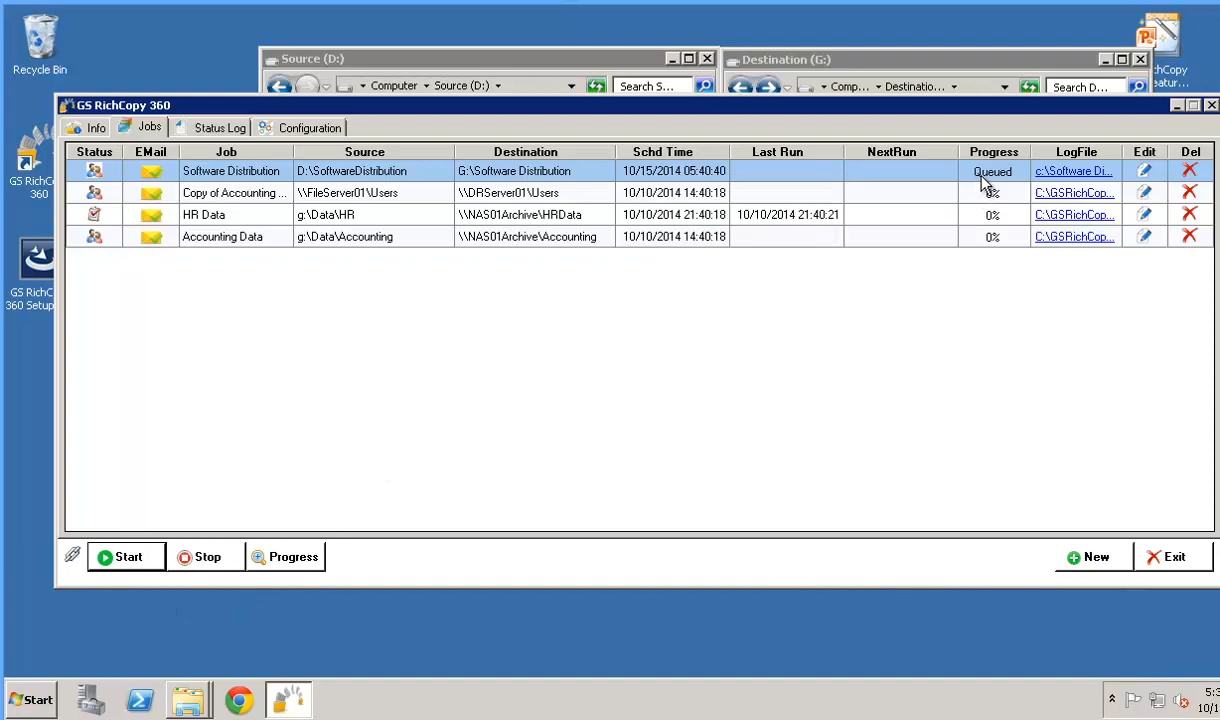 Recycle Bin
Source (D:)
Computer
Source (D:)
Search S...
Destination (G:)
Comp...
Destinatio...
Search D...
GS RichCopy 360
Info
Jobs
Status Log
Configuration
Status EMail Job Source Destination Schd Time Last Run NextRun Progress LogFile Edit Del
Software Distribution D:\SoftwareDistribution G:\Software Distribution 10/15/2014 05:40:40 Queued c:\Software Di...
Copy of Accounting ... \\FileServer01\Users \\DRServer01\Users 10/10/2014 14:40:18 0% C:\GSRichCop...
HR Data g:\Data\HR \\NAS01Archive\HRData 10/10/2014 21:40:18 10/10/2014 21:40:21 0% C:\GSRichCop...
Accounting Data g:\Data\Accounting \\NAS01Archive\Accounting 10/10/2014 14:40:18 0% C:\GSRichCop...
GS RichC
360
GS RichC
360 Setup
Start
Stop
Progress
New
Exit
Start
5:3
10/1